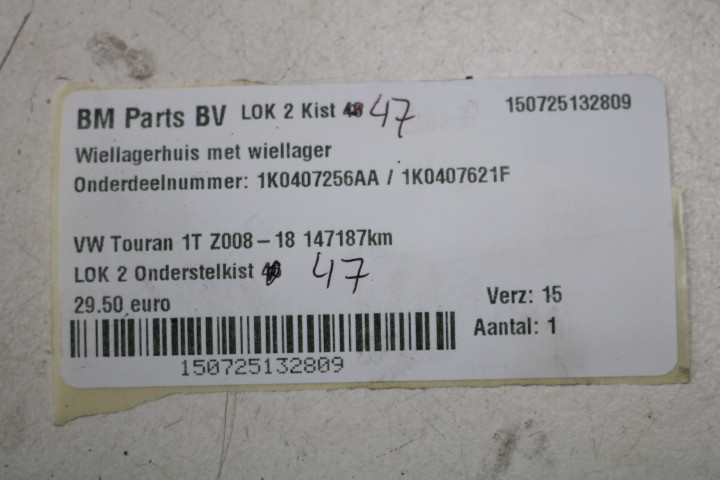 BM Parts BV LOK 2 Kist 47 150725132809
Wiellagerhuis met wiellager
Onderdeelnummer: 1K0407256AA / 1K0407621F
VW Touran 1T Z008-18 147187km
LOK 2 Onderstelkist 47
29.50 euro Verz: 15
Aantal: 1
150725132809